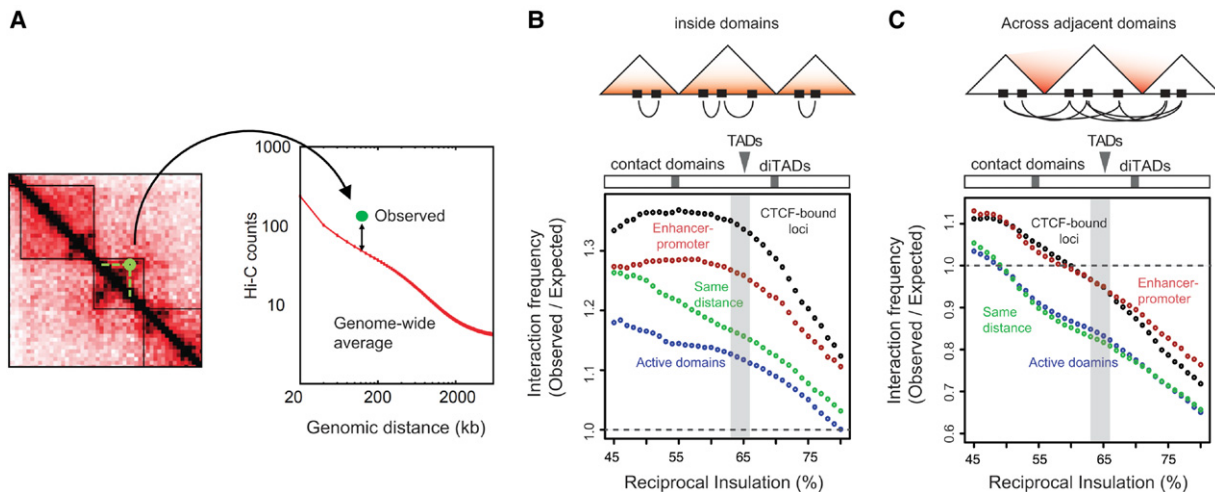 A
1000
100
10
Hi-C counts
Observed
Genome-wide
average
20
200
2000
Genomic distance (kb)
B
inside domains
TADs
contact domains
diTADs
CTCF-bound
loci
Enhancer-
promoter
Same
distance
Active domains
1.3
1.2
1.1
1.0
Interaction frequency
(Observed / Expected)
45
55
65
75
Reciprocal Insulation (%)
C
Across adjacent domains
TADs
contact domains
diTADs
CTCF-bound
loci
Enhancer-
promoter
Same
distance
Active doamins
1.1
1.0
0.9
0.8
0.7
0.6
Interaction frequency
(Observed / Expected)
45
55
65
75
Reciprocal Insulation (%)